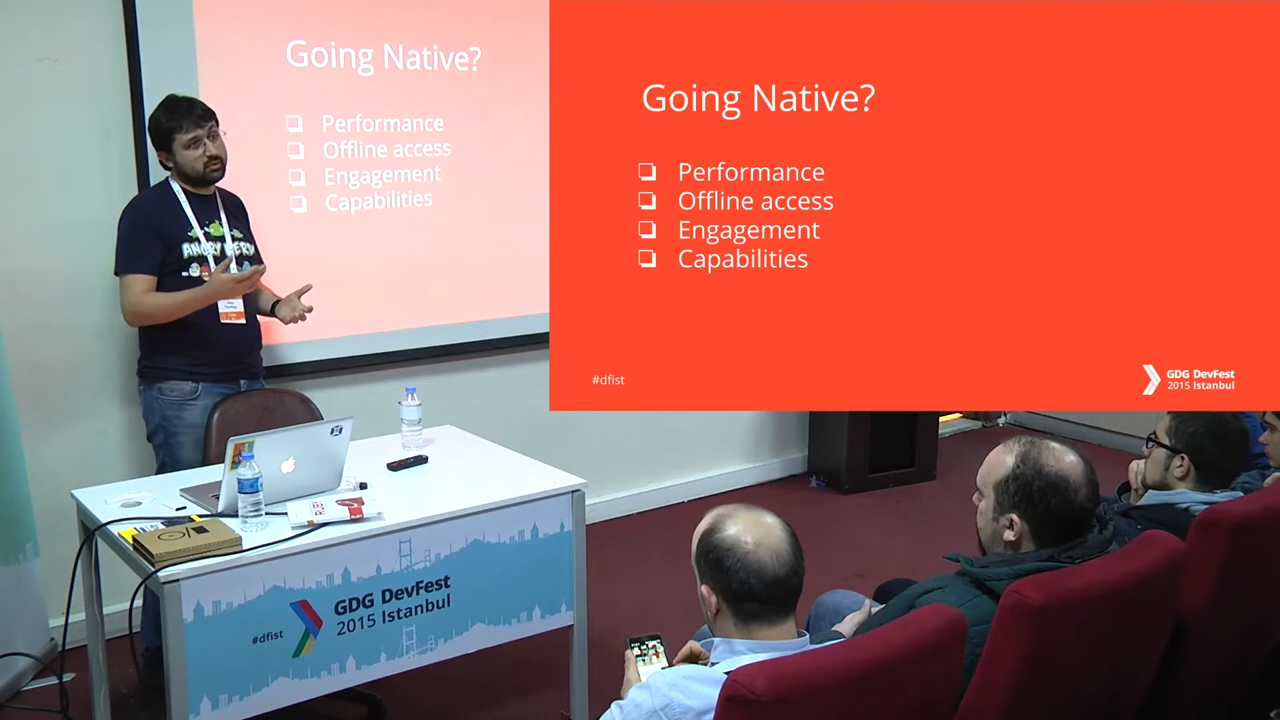 Going Native?
❏ Performance
❏ Offline access
❏ Engagement
❏ Capabilities
Going Native?
❏ Performance
❏ Offline access
❏ Engagement
❏ Capabilities
#dfist
GDG DevFest
2015 Istanbul
ANGRY NERDS
#dfist
GDG DevFest
2015 Istanbul